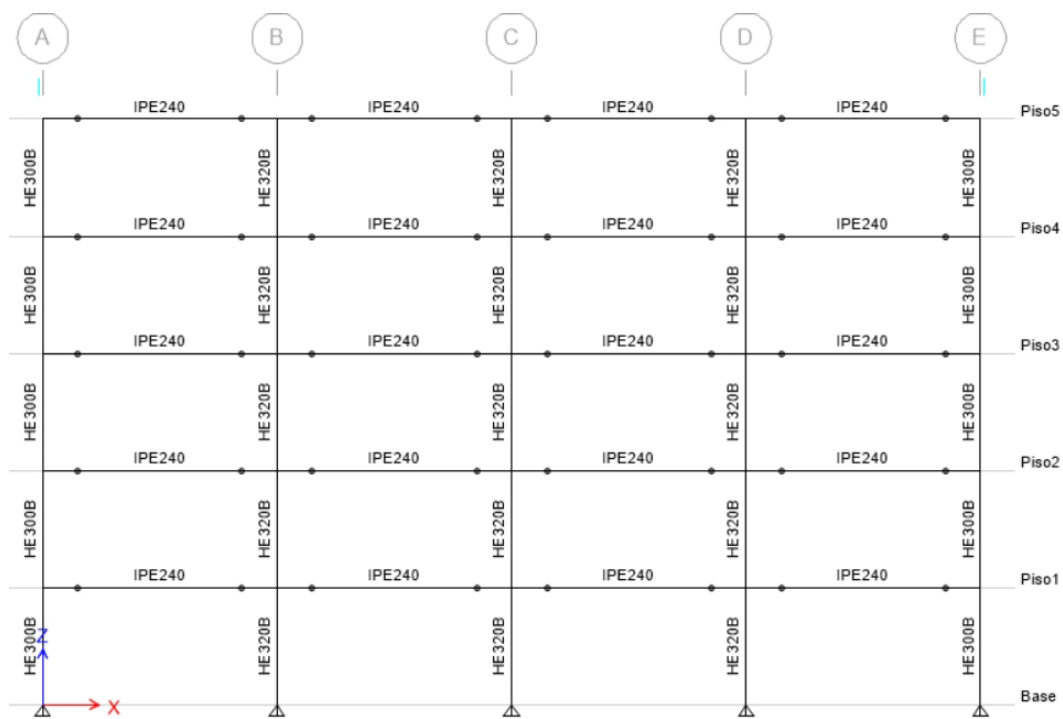 A B C D E
IPE240 IPE240 IPE240 IPE240 Piso5
HE300B HE320B HE320B HE320B HE300B
IPE240 IPE240 IPE240 IPE240 Piso4
HE300B HE320B HE320B HE320B HE300B
IPE240 IPE240 IPE240 IPE240 Piso3
HE300B HE320B HE320B HE320B HE300B
IPE240 IPE240 IPE240 IPE240 Piso2
HE300B HE320B HE320B HE320B HE300B
IPE240 IPE240 IPE240 IPE240 Piso1
HE300B HE320B HE320B HE320B HE300B
Z
X Base